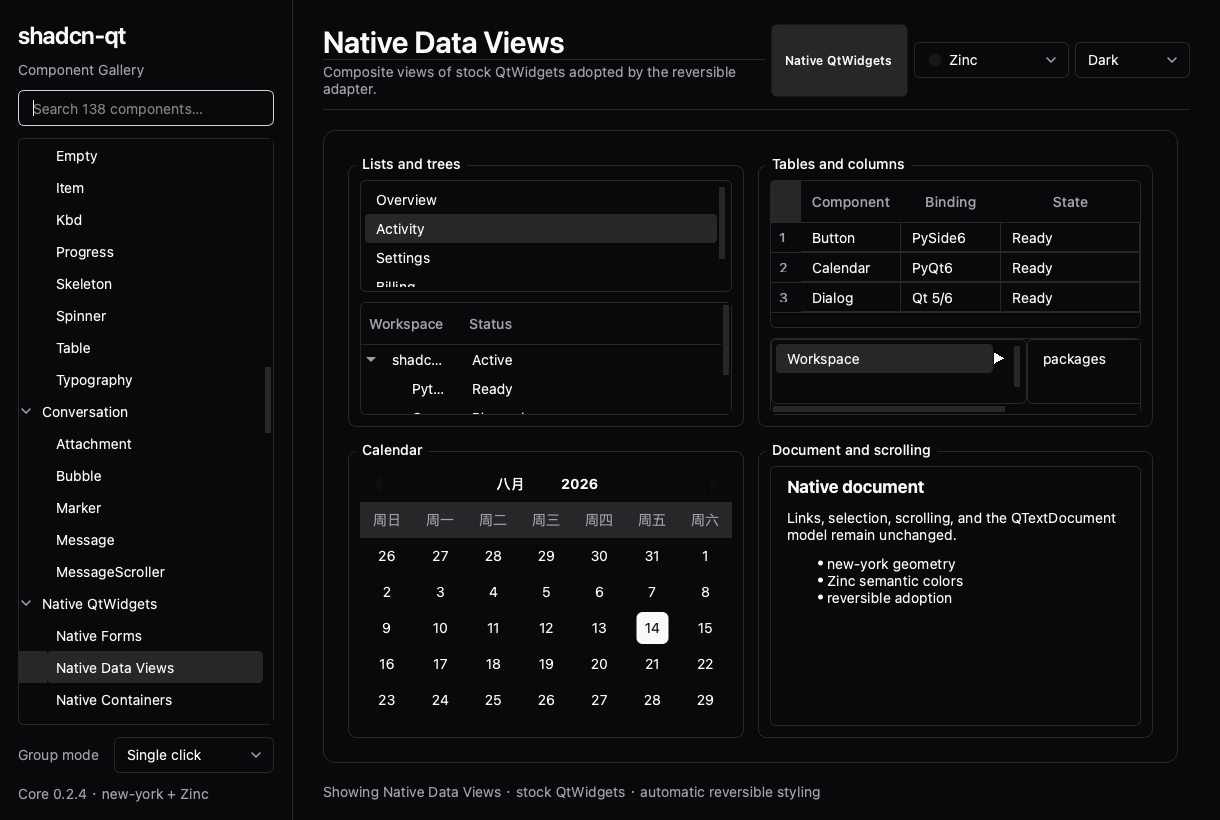 shadcn-qt
Component Gallery
Search 138 components...
Empty
Item
Kbd
Progress
Skeleton
Spinner
Table
Typography
Conversation
Attachment
Bubble
Marker
Message
MessageScroller
Native QtWidgets
Native Forms
Native Data Views
Native Containers
Group mode
Single click
Core 0.2.4 · new-york + Zinc
Native Data Views
Composite views of stock QtWidgets adopted by the reversible
adapter.
Native QtWidgets
Zinc
Dark
Lists and trees
Overview
Activity
Settings
Billing
Workspace Status
shadc... Active
Pyt... Ready
Tables and columns
Component Binding State
1 Button PySide6 Ready
2 Calendar PyQt6 Ready
3 Dialog Qt 5/6 Ready
Workspace
packages
Calendar
八月 2026
周日 周一 周二 周三 周四 周五 周六
26 27 28 29 30 31 1
2 3 4 5 6 7 8
9 10 11 12 13 14 15
16 17 18 19 20 21 22
23 24 25 26 27 28 29
Document and scrolling
Native document
Links, selection, scrolling, and the QTextDocument
model remain unchanged.
• new-york geometry
• Zinc semantic colors
• reversible adoption
Showing Native Data Views · stock QtWidgets · automatic reversible styling